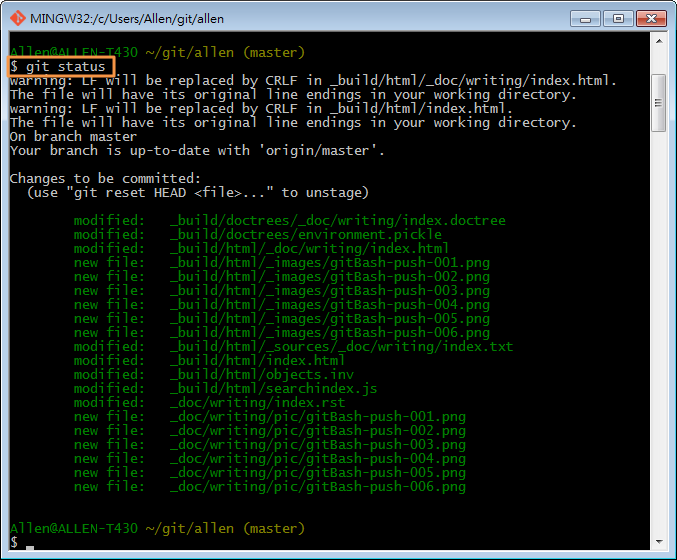 MINGW32:/c/Users/Allen/git/allen
Allen@ALLEN-T430 ~/git/allen (master)
$ git status
warning: LF will be replaced by CRLF in _build/html/_doc/writing/index.html.
The file will have its original line endings in your working directory.
warning: LF will be replaced by CRLF in _build/html/index.html.
The file will have its original line endings in your working directory.
On branch master
Your branch is up-to-date with 'origin/master'.
Changes to be committed:
  (use "git reset HEAD <file>..." to unstage)
        modified:   _build/doctrees/_doc/writing/index.doctree
        modified:   _build/doctrees/environment.pickle
        modified:   _build/html/_doc/writing/index.html
        new file:   _build/html/_images/gitBash-push-001.png
        new file:   _build/html/_images/gitBash-push-002.png
        new file:   _build/html/_images/gitBash-push-003.png
        new file:   _build/html/_images/gitBash-push-004.png
        new file:   _build/html/_images/gitBash-push-005.png
        new file:   _build/html/_images/gitBash-push-006.png
        modified:   _build/html/_sources/_doc/writing/index.txt
        modified:   _build/html/index.html
        modified:   _build/html/objects.inv
        modified:   _build/html/searchindex.js
        modified:   _doc/writing/index.rst
        new file:   _doc/writing/pic/gitBash-push-001.png
        new file:   _doc/writing/pic/gitBash-push-002.png
        new file:   _doc/writing/pic/gitBash-push-003.png
        new file:   _doc/writing/pic/gitBash-push-004.png
        new file:   _doc/writing/pic/gitBash-push-005.png
        new file:   _doc/writing/pic/gitBash-push-006.png
Allen@ALLEN-T430 ~/git/allen (master)
$